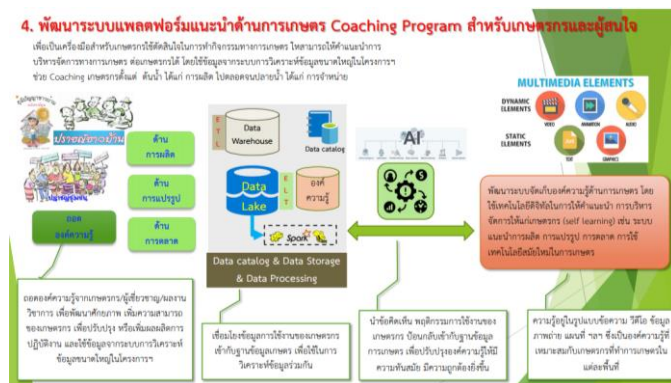 4. พัฒนาระบบแพลตฟอร์มแนะนำด้านการเกษตร Coaching Program สำหรับเกษตรกรและผู้สนใจ
เพื่อเป็นเครื่องมือสำหรับเกษตรกรใช้ตัดสินใจในการทำกิจกรรมทางการเกษตร ให้สามารถให้คำแนะนำการ
บริหารจัดการทางการเกษตร ต่อเกษตรกรได้ โดยใช้ข้อมูลจากระบบการวิเคราะห์ข้อมูลขนาดใหญ่ในโครงการฯ
ช่วย Coaching เกษตรกรตั้งแต่ ต้นน้ำ ได้แก่ การผลิต ไปตลอดจนปลายน้ำ ได้แก่ การจำหน่าย
ปราชญ์ชาวบ้าน
ด้าน
การผลิต
ด้าน
การแปรรูป
ด้าน
การตลาด
ถอด
องค์ความรู้
E
T
L
Data
Warehouse
Data catalog
Data
Lake
E
L
T
องค์
ความรู้
Spark
Data catalog & Data Storage
& Data Processing
AI
MULTIMEDIA ELEMENTS
DYNAMIC
ELEMENTS
VIDEO
ANIMATION
AUDIO
STATIC
ELEMENTS
TEXT
GRAPHICS
พัฒนาระบบจัดเก็บองค์ความรู้ด้านการเกษตร โดย
ใช้เทคโนโลยีดิจิทัลในการให้คำแนะนำ การบริหาร
จัดการให้แก่เกษตรกร (self learning) เช่น ระบบ
แนะนำการผลิต การแปรรูป การตลาด การใช้
เทคโนโลยีสมัยใหม่ในการเกษตร
ถอดองค์ความรู้จากเกษตรกร/ผู้เชี่ยวชาญ/ผลงาน
วิชาการ เพื่อพัฒนาศักยภาพ เพิ่มความสามารถ
ของเกษตรกร เพื่อปรับปรุง หรือเพิ่มผลผลิตการ
ปฏิบัติงาน และใช้ข้อมูลจากระบบการวิเคราะห์
ข้อมูลขนาดใหญ่ในโครงการฯ
เชื่อมโยงข้อมูลการใช้งานของเกษตรกร
เข้ากับฐานข้อมูลเกษตร เพื่อใช้ในการ
วิเคราะห์ข้อมูลร่วมกัน
นำข้อคิดเห็น พฤติกรรมการใช้งานของ
เกษตรกร ป้อนกลับเข้ากับฐานข้อมูล
การเกษตร เพื่อปรับปรุงองค์ความรู้ให้มี
ความทันสมัย มีความถูกต้องยิ่งขึ้น
ความรู้อยู่ในรูปแบบข้อความ วีดีโอ ข้อมูล
ภาพถ่าย แผนที่ ฯลฯ ซึ่งเป็นองค์ความรู้ที่
เหมาะสมกับเกษตรกรที่ทำการเกษตรใน
แต่ละพื้นที่